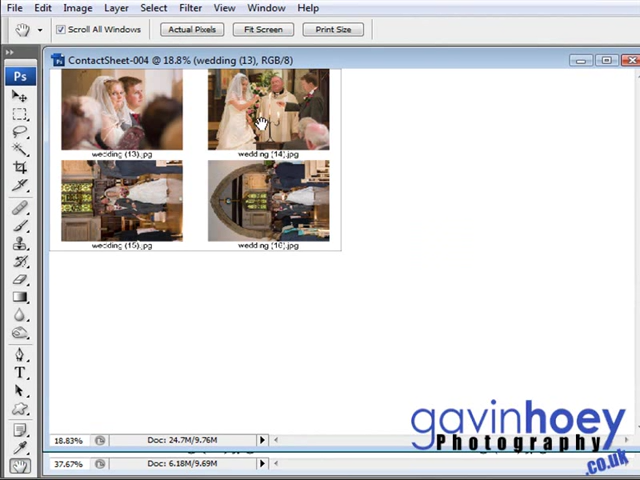 File Edit Image Layer Select Filter View Window Help
Scroll All Windows Actual Pixels Fit Screen Print Size
Ps ContactSheet-004 @ 18.8% (wedding (13), RGB/8)
wedding (13).jpg wedding (14).jpg
wedding (15).jpg wedding (16).jpg
gavinhoey
Photography
.co.uk
18.83% Doc: 24.7M/9.76M
37.67% Doc: 6.18M/9.69M